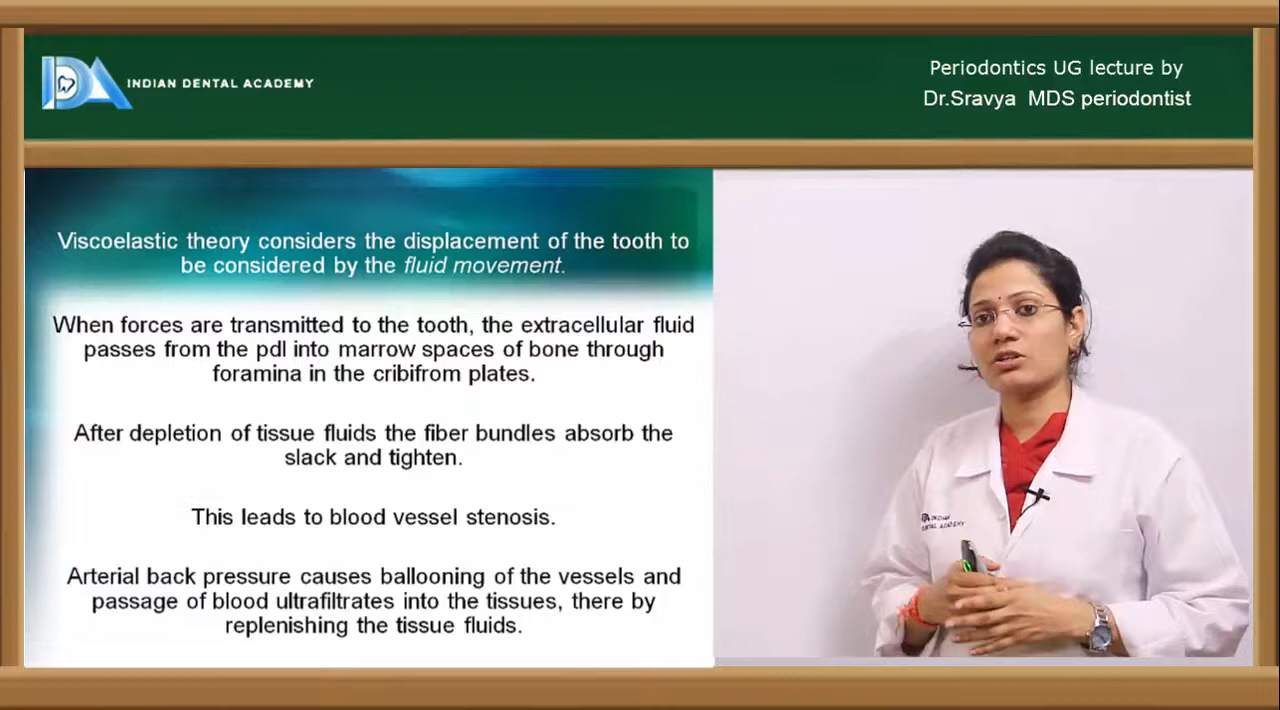 INDIAN DENTAL ACADEMY
Periodontics UG lecture by
Dr.Sravya MDS periodontist
Viscoelastic theory considers the displacement of the tooth to
be considered by the fluid movement.
When forces are transmitted to the tooth, the extracellular fluid
passes from the pdl into marrow spaces of bone through
foramina in the cribifrom plates.
After depletion of tissue fluids the fiber bundles absorb the
slack and tighten.
This leads to blood vessel stenosis.
Arterial back pressure causes ballooning of the vessels and
passage of blood ultrafiltrates into the tissues, there by
replenishing the tissue fluids.
INDIAN
DENTAL ACADEMY